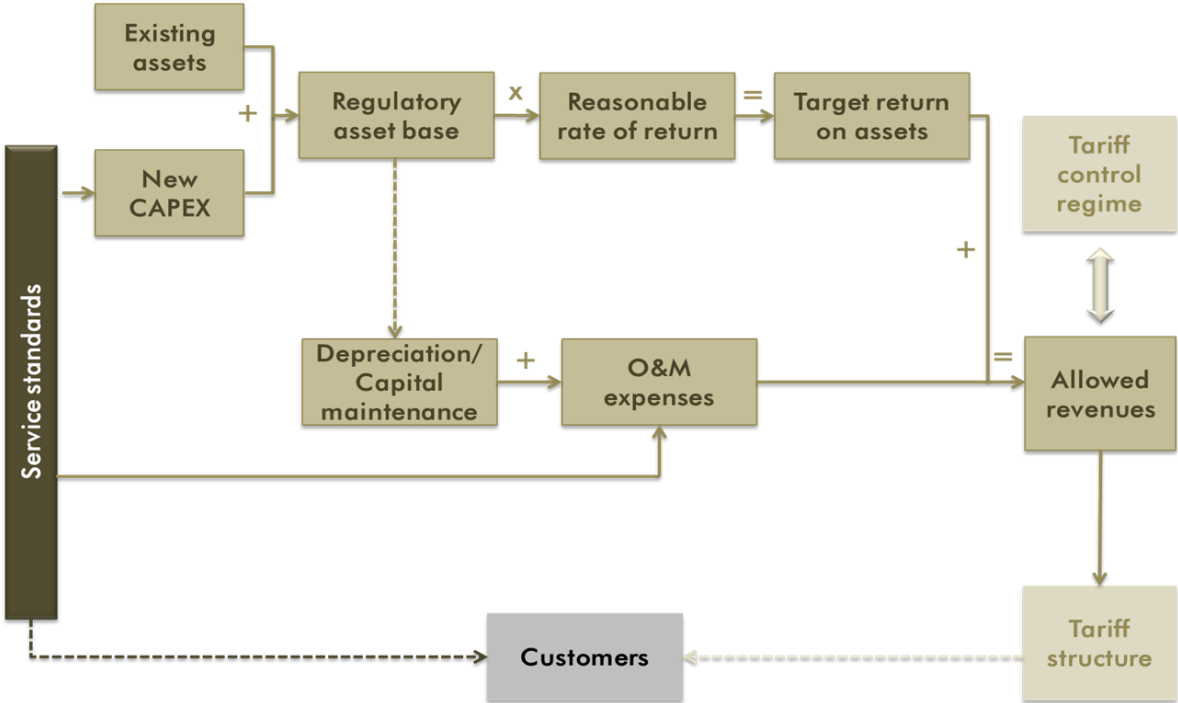 Existing
assets
+
New
CAPEX
Regulatory
asset base
x
Reasonable
rate of return
=
Target return
on assets
Tariff
control
regime
+
Service standards
Depreciation/
Capital
maintenance
+
O&M
expenses
=
Allowed
revenues
Customers
Tariff
structure